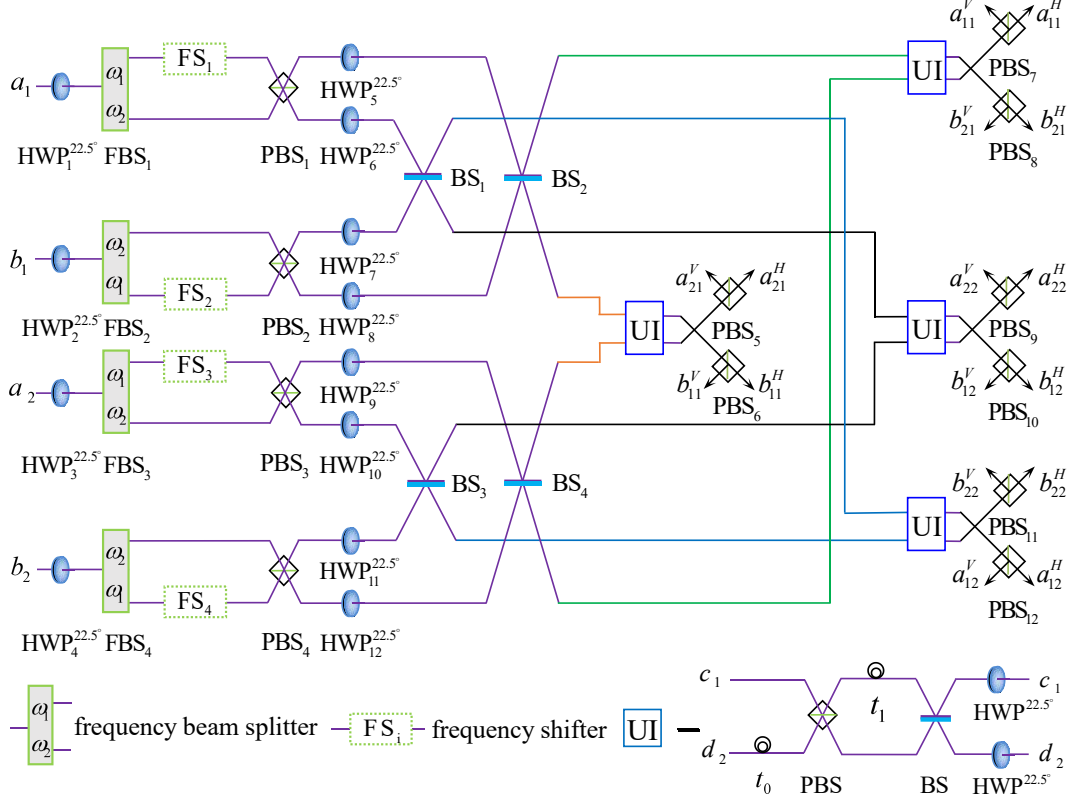 a₁
HWP₁^22.5° FBS₁
ω₁
ω₂
FS₁
PBS₁
HWP₅^22.5°
HWP₆^22.5°
BS₁
BS₂
b₁
HWP₂^22.5° FBS₂
ω₂
ω₁
FS₂
PBS₂
HWP₇^22.5°
HWP₈^22.5°
a₂
HWP₃^22.5° FBS₃
ω₁
ω₂
FS₃
PBS₃
HWP₉^22.5°
HWP₁₀^22.5°
BS₃
BS₄
b₂
HWP₄^22.5° FBS₄
ω₂
ω₁
FS₄
PBS₄
HWP₁₁^22.5°
HWP₁₂^22.5°
UI
a₂₁^V a₂₁^H
PBS₅
b₁₁^V b₁₁^H
PBS₆
UI
a₁₁^V a₁₁^H
PBS₇
b₂₁^V b₂₁^H
PBS₈
UI
a₂₂^V a₂₂^H
PBS₉
b₁₂^V b₁₂^H
PBS₁₀
UI
b₂₂^V b₂₂^H
PBS₁₁
a₁₂^V a₁₂^H
PBS₁₂
ω₁
ω₂
frequency beam splitter
FSᵢ
frequency shifter
UI
c₁
d₂
t₀
PBS
t₁
BS
c₁
HWP^22.5°
d₂
HWP^22.5°